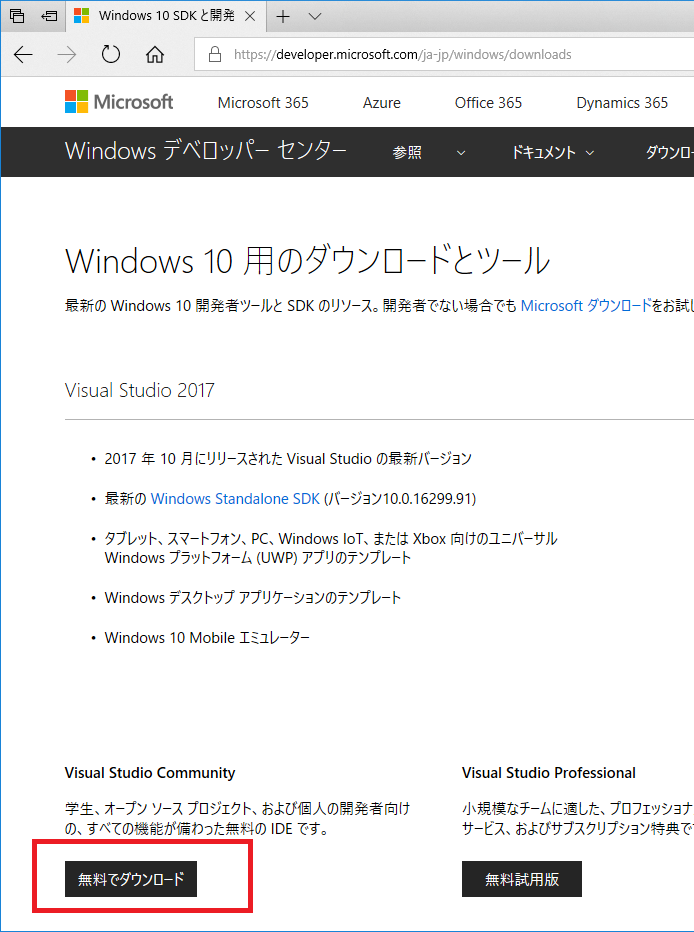 Windows 10 SDK と開発
https://developer.microsoft.com/ja-jp/windows/downloads
Microsoft
Microsoft 365
Azure
Office 365
Dynamics 365
Windows デベロッパー センター
参照
ドキュメント
ダウンロー
Windows 10 用のダウンロードとツール
最新の Windows 10 開発者ツールと SDK のリソース。開発者でない場合でも Microsoft ダウンロードをお試し
Visual Studio 2017
• 2017 年 10 月にリリースされた Visual Studio の最新バージョン
• 最新の Windows Standalone SDK (バージョン10.0.16299.91)
• タブレット、スマートフォン、PC、Windows IoT、または Xbox 向けのユニバーサル
Windows プラットフォーム (UWP) アプリのテンプレート
• Windows デスクトップ アプリケーションのテンプレート
• Windows 10 Mobile エミュレーター
Visual Studio Community
学生、オープン ソース プロジェクト、および個人の開発者向け
の、すべての機能が備わった無料の IDE です。
無料でダウンロード
Visual Studio Professional
小規模なチームに適した、プロフェッショナ
サービス、およびサブスクリプション特典で
無料試用版